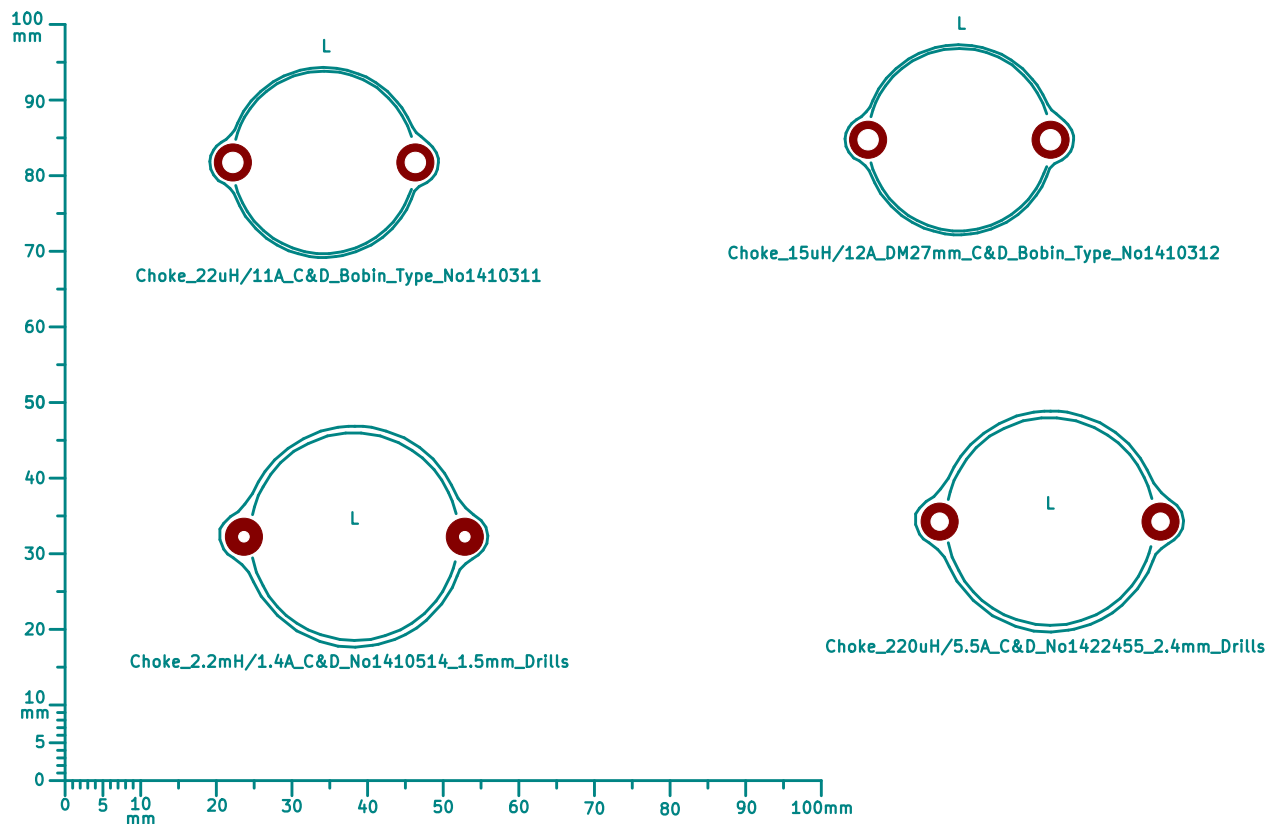 100
mm
L
L
90
80
70
Choke_22uH/11A_C&D_Bobin_Type_No1410311
Choke_15uH/12A_DM27mm_C&D_Bobin_Type_No1410312
60
50
40
L
L
30
20
Choke_2.2mH/1.4A_C&D_No1410514_1.5mm_Drills
Choke_220uH/5.5A_C&D_No1422455_2.4mm_Drills
10
mm
5
0
0 5 10 20 30 40 50 60 70 80 90 100mm
mm